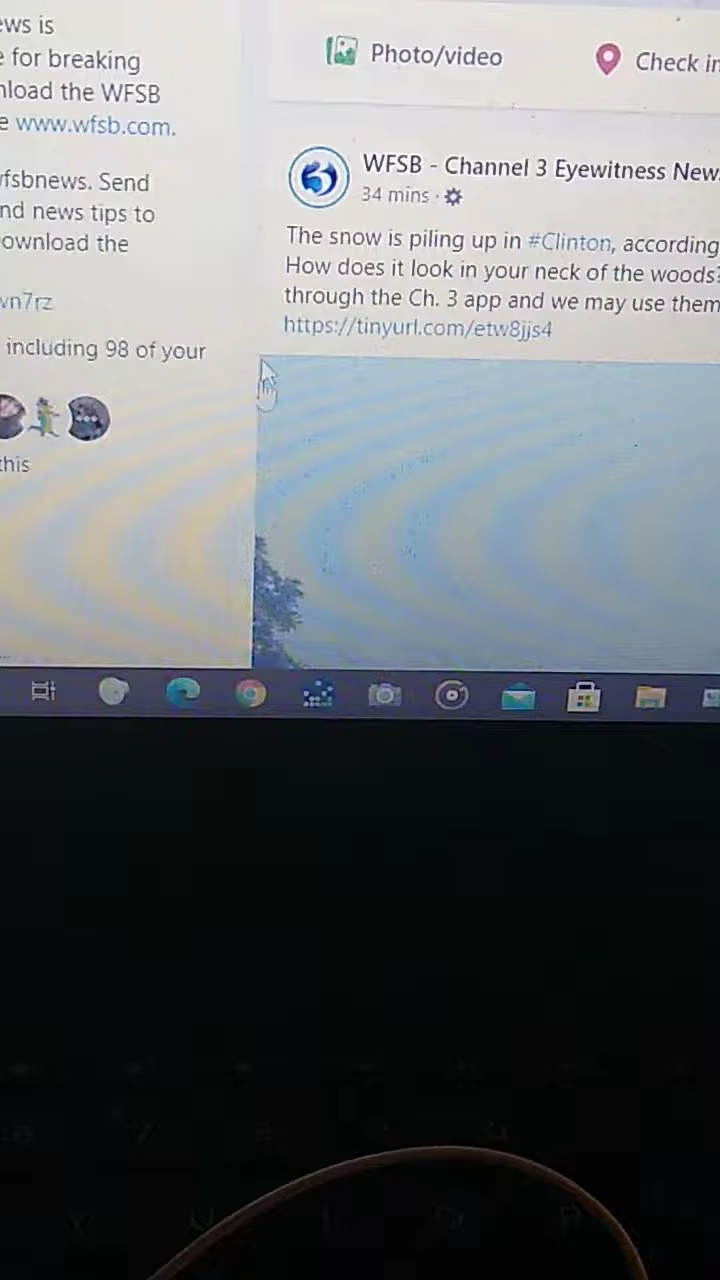 ews is
e for breaking
nload the WFSB
e www.wfsb.com.
fsbnews. Send
nd news tips to
ownload the
vn7rz
including 98 of your
this
Photo/video
Check in
WFSB - Channel 3 Eyewitness News
34 mins ·
The snow is piling up in #Clinton, according
How does it look in your neck of the woods?
through the Ch. 3 app and we may use them
https://tinyurl.com/etw8jjs4